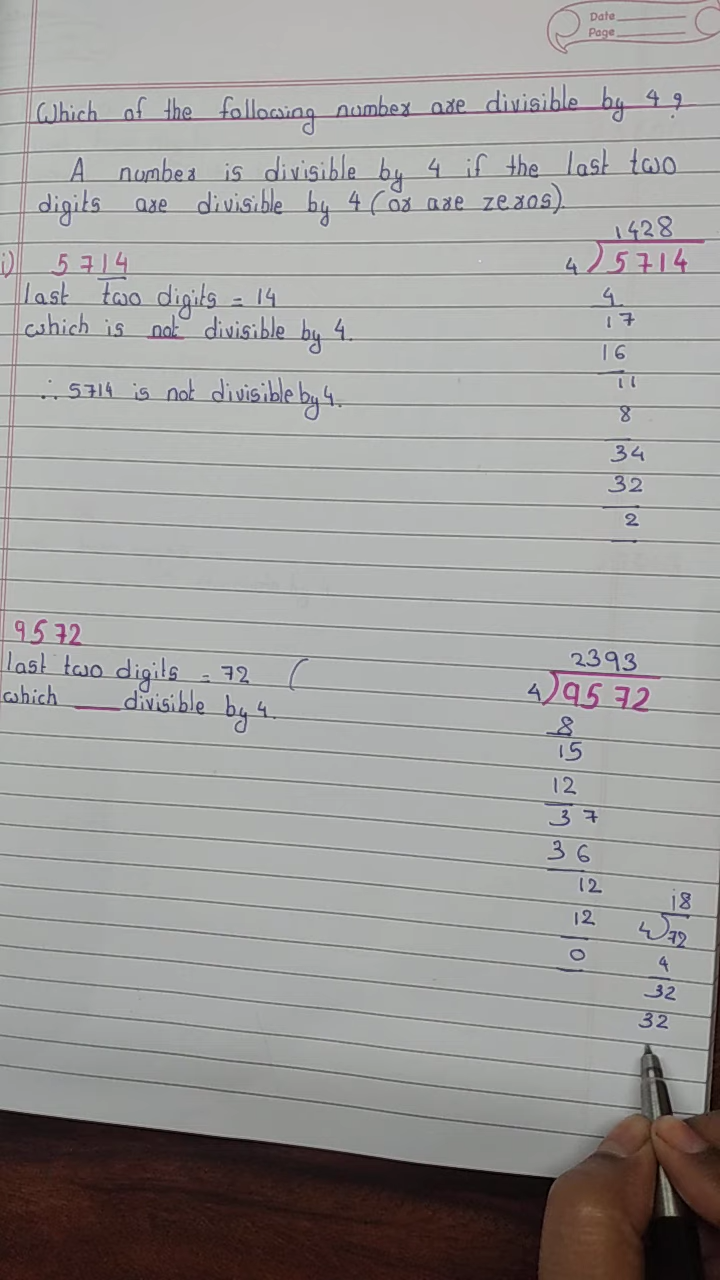 Date
Page
Which of the following number are divisible by 4?
A number is divisible by 4 if the last two
digits are divisible by 4 (or are zeros).
i) 5714
last two digits = 14
which is not divisible by 4.
∴ 5714 is not divisible by 4.
1428
4)5714
4
17
16
11
8
34
32
2
9572
last two digits = 72 (
which ___ divisible by 4.
2393
4)9572
8
15
12
37
36
12
12
0
18
4)72
4
32
32